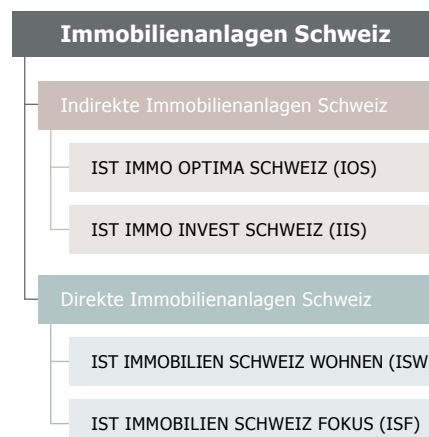 Immobilienanlagen Schweiz
Indirekte Immobilienanlagen Schweiz
IST IMMO OPTIMA SCHWEIZ (IOS)
IST IMMO INVEST SCHWEIZ (IIS)
Direkte Immobilienanlagen Schweiz
IST IMMOBILIEN SCHWEIZ WOHNEN (ISW
IST IMMOBILIEN SCHWEIZ FOKUS (ISF)